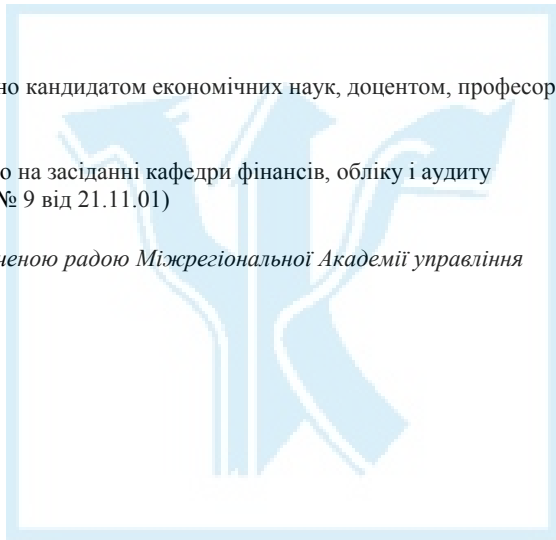 но кандидатом економічних наук, доцентом, професор
о на засіданні кафедри фінансів, обліку і аудиту
№ 9 від 21.11.01)
ченою радою Міжрегіональної Академії управління